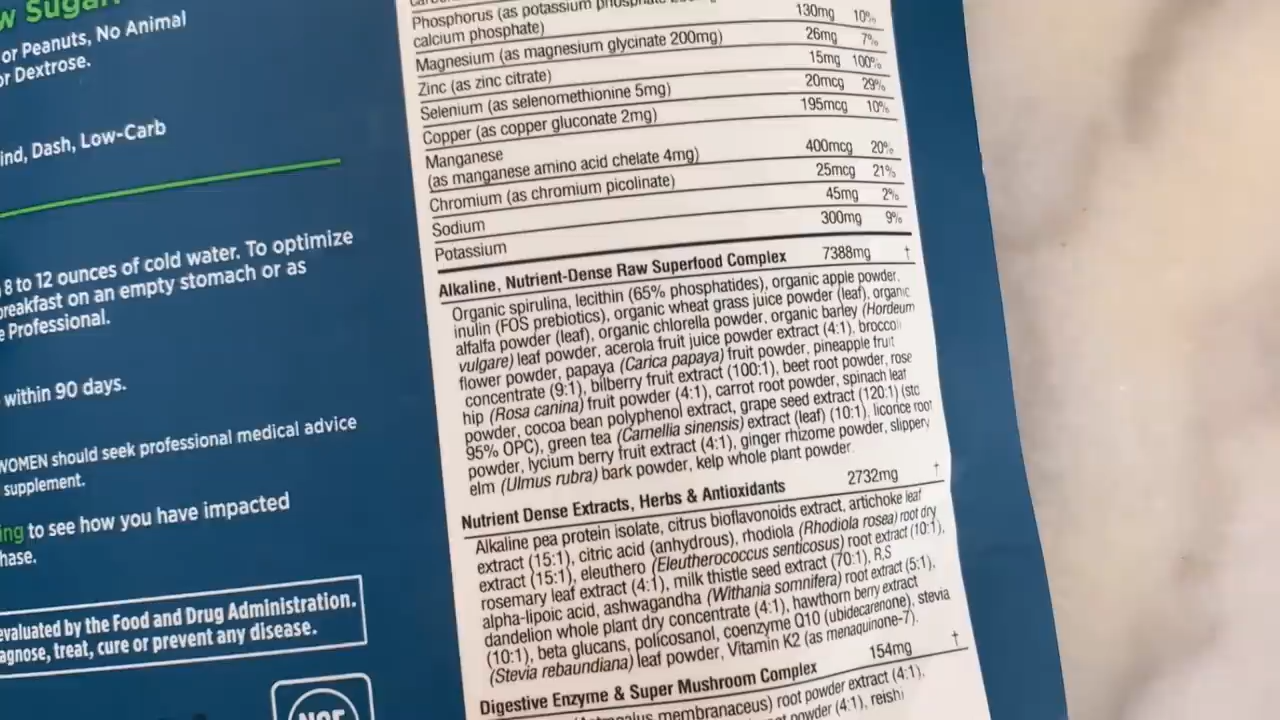 w Sugar
or Peanuts, No Animal
or Dextrose.
ind, Dash, Low-Carb
8 to 12 ounces of cold water. To optimize
breakfast on an empty stomach or as
e Professional.
within 90 days.
WOMEN should seek professional medical advice
supplement.
ing to see how you have impacted
hase.
evaluated by the Food and Drug Administration.
agnose, treat, cure or prevent any disease.
Phosphorus (as potassium
calcium phosphate) 130mg 10%
Magnesium (as magnesium glycinate 200mg) 26mg 7%
Zinc (as zinc citrate) 15mg 100%
Selenium (as selenomethionine 5mg) 20mcg 29%
Copper (as copper gluconate 2mg) 195mcg 10%
Manganese
(as manganese amino acid chelate 4mg) 400mcg 20%
Chromium (as chromium picolinate) 25mcg 21%
Sodium 45mg 2%
Potassium 300mg 9%
Alkaline, Nutrient-Dense Raw Superfood Complex 7388mg †
Organic spirulina, lecithin (65% phosphatides), organic apple powder,
inulin (FOS prebiotics), organic wheat grass juice powder (leaf), organic
alfalfa powder (leaf), organic chlorella powder, organic barley (Hordeum
vulgare) leaf powder, acerola fruit juice powder extract (4:1), broccoli
flower powder, papaya (Carica papaya) fruit powder, pineapple fruit
concentrate (9:1), bilberry fruit extract (100:1), beet root powder, rose
hip (Rosa canina) fruit powder (4:1), carrot root powder, spinach leaf
powder, cocoa bean polyphenol extract, grape seed extract (120:1) (std
95% OPC), green tea (Camellia sinensis) extract (leaf) (10:1), licorice root
powder, lycium berry fruit extract (4:1), ginger rhizome powder, slippery
elm (Ulmus rubra) bark powder, kelp whole plant powder.
Nutrient Dense Extracts, Herbs & Antioxidants 2732mg †
Alkaline pea protein isolate, citrus bioflavonoids extract, artichoke leaf
extract (15:1), citric acid (anhydrous), rhodiola (Rhodiola rosea) root dry
extract (15:1), eleuthero (Eleutherococcus senticosus) root extract (10:1),
rosemary leaf extract (4:1), milk thistle seed extract (70:1), R,S
alpha-lipoic acid, ashwagandha (Withania somnifera) root extract (5:1),
dandelion whole plant dry concentrate (4:1), hawthorn berry extract
(10:1), beta glucans, policosanol, coenzyme Q10 (ubidecarenone), stevia
(Stevia rebaundiana) leaf powder, Vitamin K2 (as menaquinone-7).
Digestive Enzyme & Super Mushroom Complex 154mg †
membranaceus) root powder extract (4:1),
powder (4:1), reishi